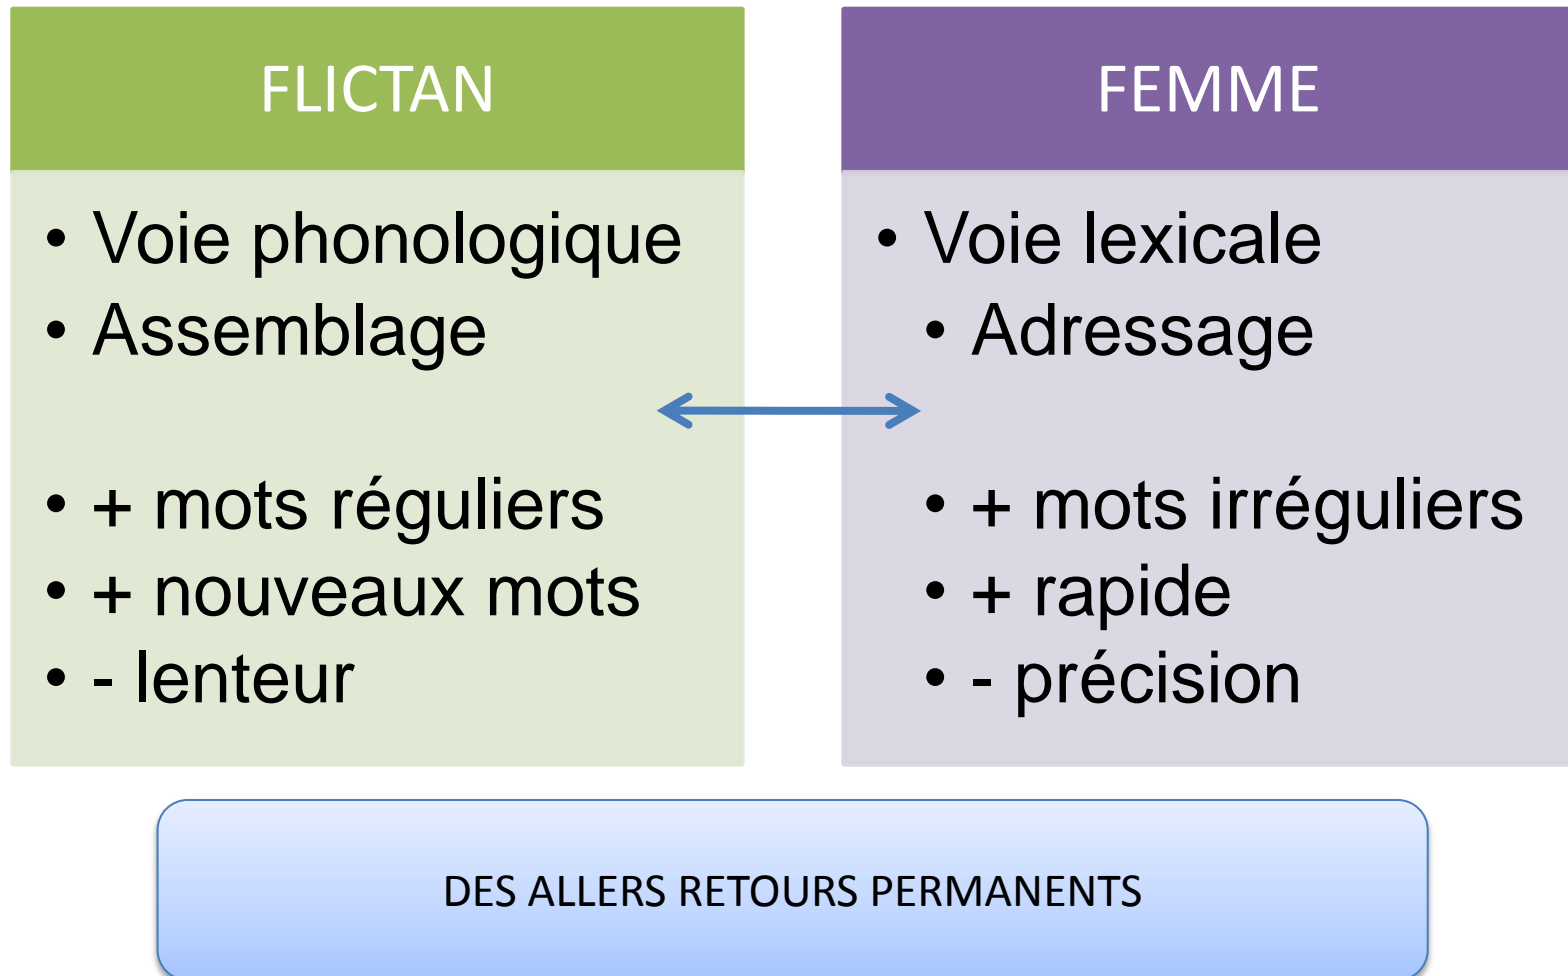 FLICTAN
• Voie phonologique
• Assemblage
• + mots réguliers
• + nouveaux mots
• - lenteur
FEMME
• Voie lexicale
• Adressage
• + mots irréguliers
• + rapide
• - précision
DES ALLERS RETOURS PERMANENTS